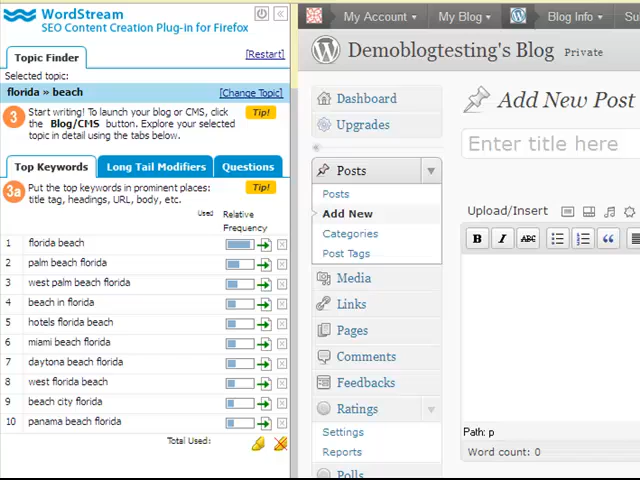 WordStream
SEO Content Creation Plug-in for Firefox
Topic Finder
[Restart]
Selected topic:
florida » beach
[Change Topic]
3
Start writing! To launch your blog or CMS, click
the Blog/CMS button. Explore your selected
topic in detail using the tabs below.
Tip!
Top Keywords
Long Tail Modifiers
Questions
3a
Put the top keywords in prominent places:
title tag, headings, URL, body, etc.
Tip!
Used
Relative
Frequency
1 florida beach
2 palm beach florida
3 west palm beach florida
4 beach in florida
5 hotels florida beach
6 miami beach florida
7 daytona beach florida
8 west florida beach
9 beach city florida
10 panama beach florida
Total Used:
My Account
My Blog
Blog Info
Su
Demoblogtesting's Blog
Private
Dashboard
Upgrades
Posts
Posts
Add New
Categories
Post Tags
Media
Links
Pages
Comments
Feedbacks
Ratings
Settings
Reports
Polls
Add New Post
Enter title here
Upload/Insert
B I ABC
Path: p
Word count: 0